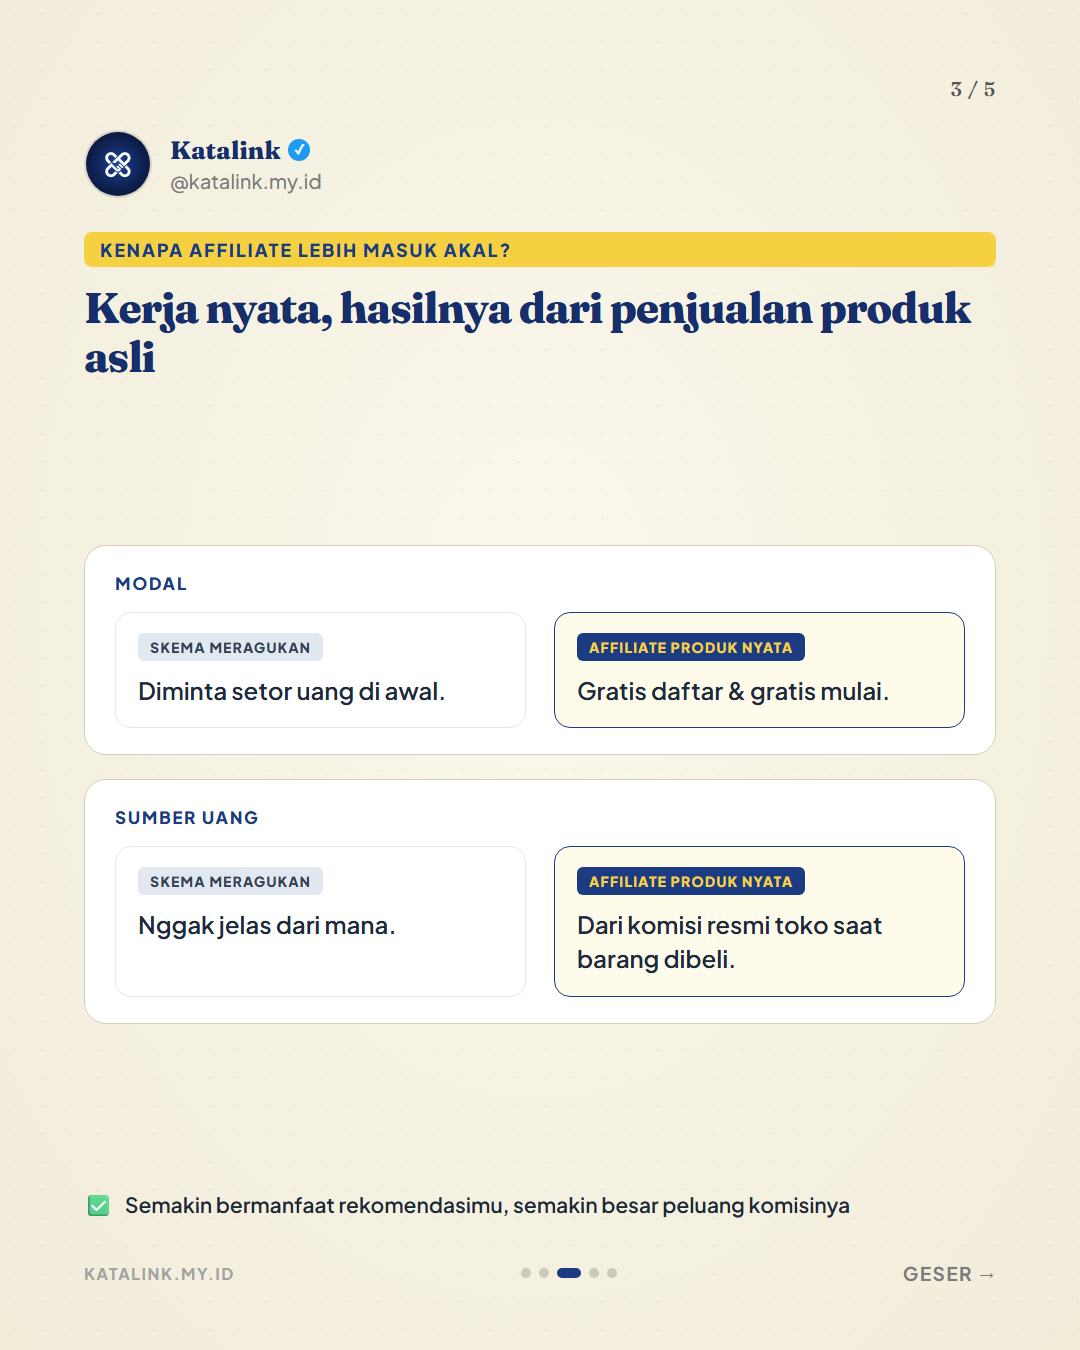 3 / 5
Katalink
@katalink.my.id
KENAPA AFFILIATE LEBIH MASUK AKAL?
Kerja nyata, hasilnya dari penjualan produk
asli
MODAL
SKEMA MERAGUKAN
Diminta setor uang di awal.
AFFILIATE PRODUK NYATA
Gratis daftar & gratis mulai.
SUMBER UANG
SKEMA MERAGUKAN
Nggak jelas dari mana.
AFFILIATE PRODUK NYATA
Dari komisi resmi toko saat
barang dibeli.
✅ Semakin bermanfaat rekomendasimu, semakin besar peluang komisinya
KATALINK.MY.ID
GESER →